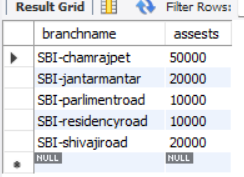 Result Grid Filter Rows:
branchname assests
SBI-chamrajpet 50000
SBI-jantarmantar 20000
SBI-parlimentroad 10000
SBI-residencyroad 10000
SBI-shivajiroad 20000
NULL NULL